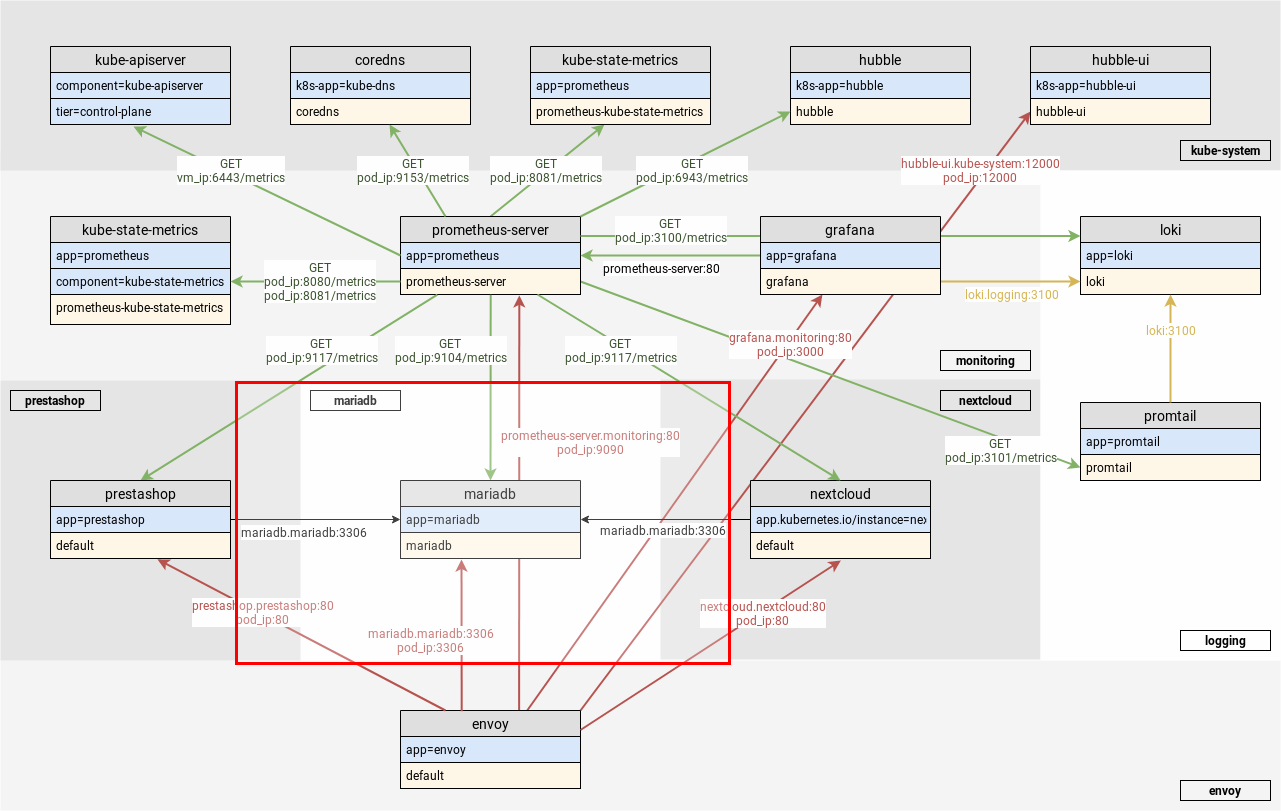 kube-apiserver
component=kube-apiserver
tier=control-plane
coredns
k8s-app=kube-dns
coredns
kube-state-metrics
app=prometheus
prometheus-kube-state-metrics
hubble
k8s-app=hubble
hubble
hubble-ui
k8s-app=hubble-ui
hubble-ui
kube-system
GET
vm_ip:6443/metrics
GET
pod_ip:9153/metrics
GET
pod_ip:8081/metrics
GET
pod_ip:6943/metrics
hubble-ui.kube-system:12000
pod_ip:12000
kube-state-metrics
app=prometheus
component=kube-state-metrics
prometheus-kube-state-metrics
GET
pod_ip:8080/metrics
pod_ip:8081/metrics
prometheus-server
app=prometheus
prometheus-server
GET
pod_ip:3100/metrics
prometheus-server:80
grafana
app=grafana
grafana
loki.logging:3100
loki
app=loki
loki
loki:3100
GET
pod_ip:9117/metrics
GET
pod_ip:9104/metrics
GET
pod_ip:9117/metrics
grafana.monitoring:80
pod_ip:3000
monitoring
prestashop
mariadb
nextcloud
promtail
app=promtail
promtail
prometheus-server.monitoring:80
pod_ip:9090
GET
pod_ip:3101/metrics
prestashop
app=prestashop
default
mariadb.mariadb:3306
mariadb
app=mariadb
mariadb
mariadb.mariadb:3306
nextcloud
app.kubernetes.io/instance=nex
default
prestashop.prestashop:80
pod_ip:80
mariadb.mariadb:3306
pod_ip:3306
nextcloud.nextcloud:80
pod_ip:80
logging
envoy
app=envoy
default
envoy